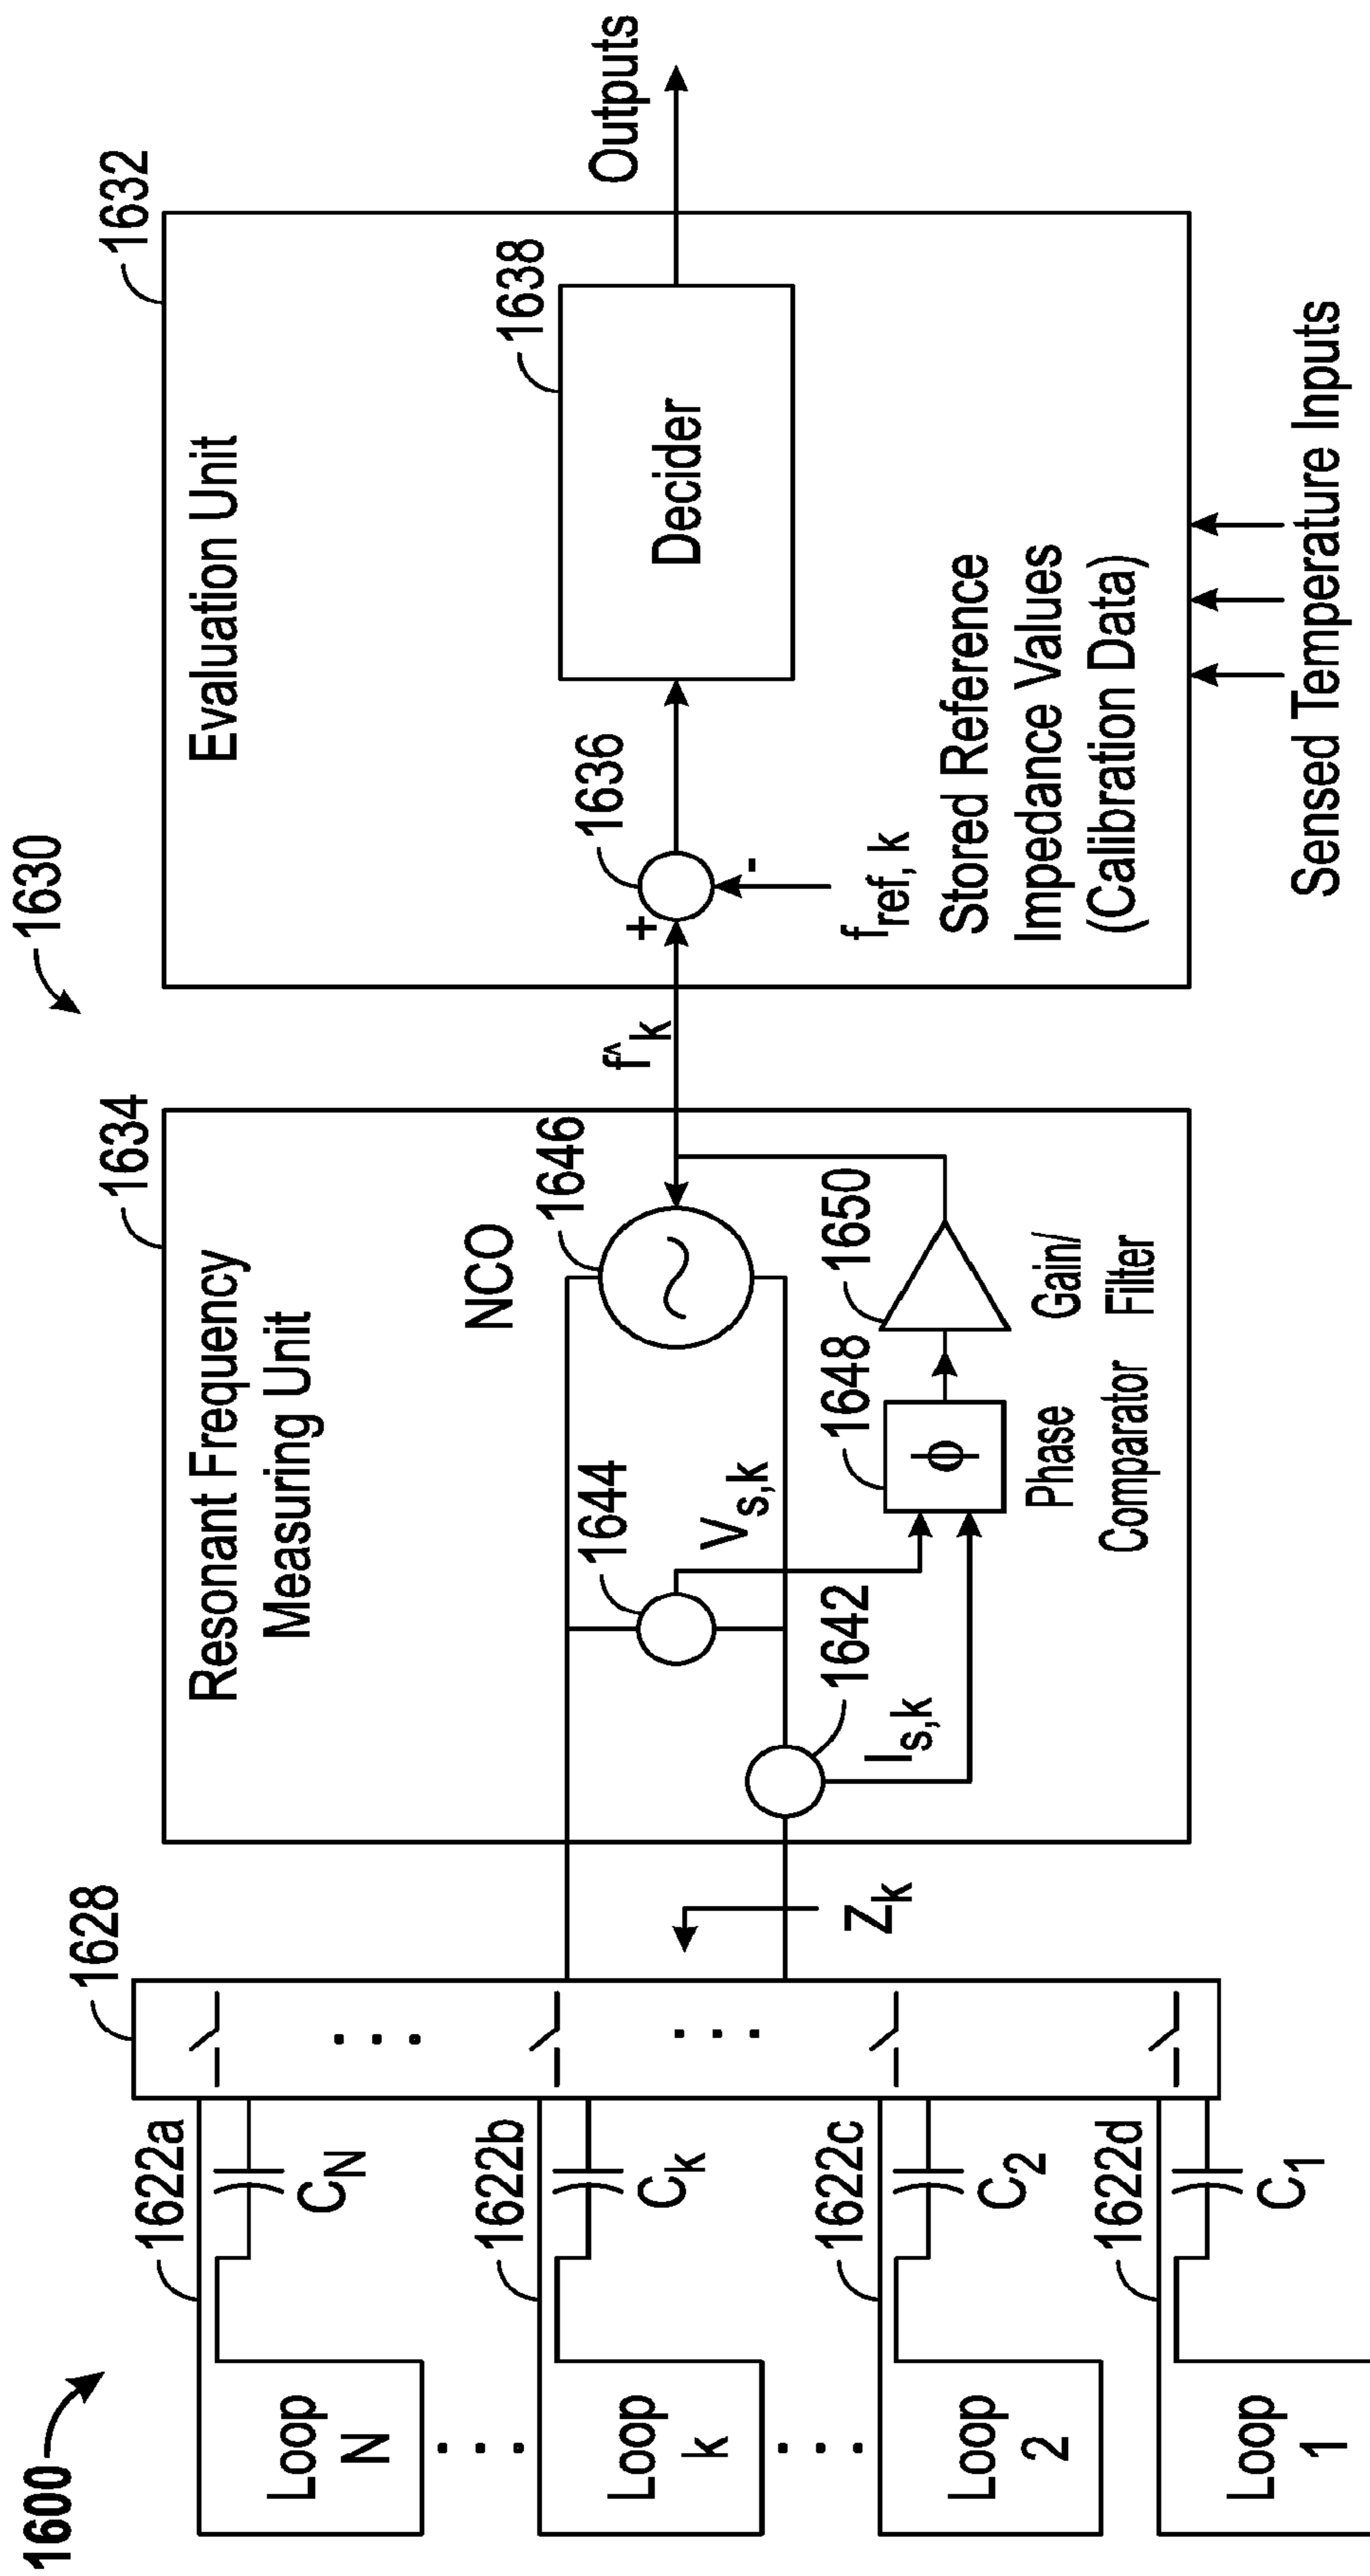 1600
1630
1622a
1622b
1622c
1622d
Loop
N
Loop
k
Loop
2
Loop
1
C_N
C_k
C_2
C_1
1628
Z_k
1634
Resonant Frequency
Measuring Unit
NCO
1646
1644
V_s,k
1642
I_s,k
1648
ϕ
Phase
Comparator
1650
Gain/
Filter
f̂_k
1632
Evaluation Unit
1636
+
-
f_ref, k
1638
Decider
Stored Reference
Impedance Values
(Calibration Data)
Outputs
Sensed Temperature Inputs